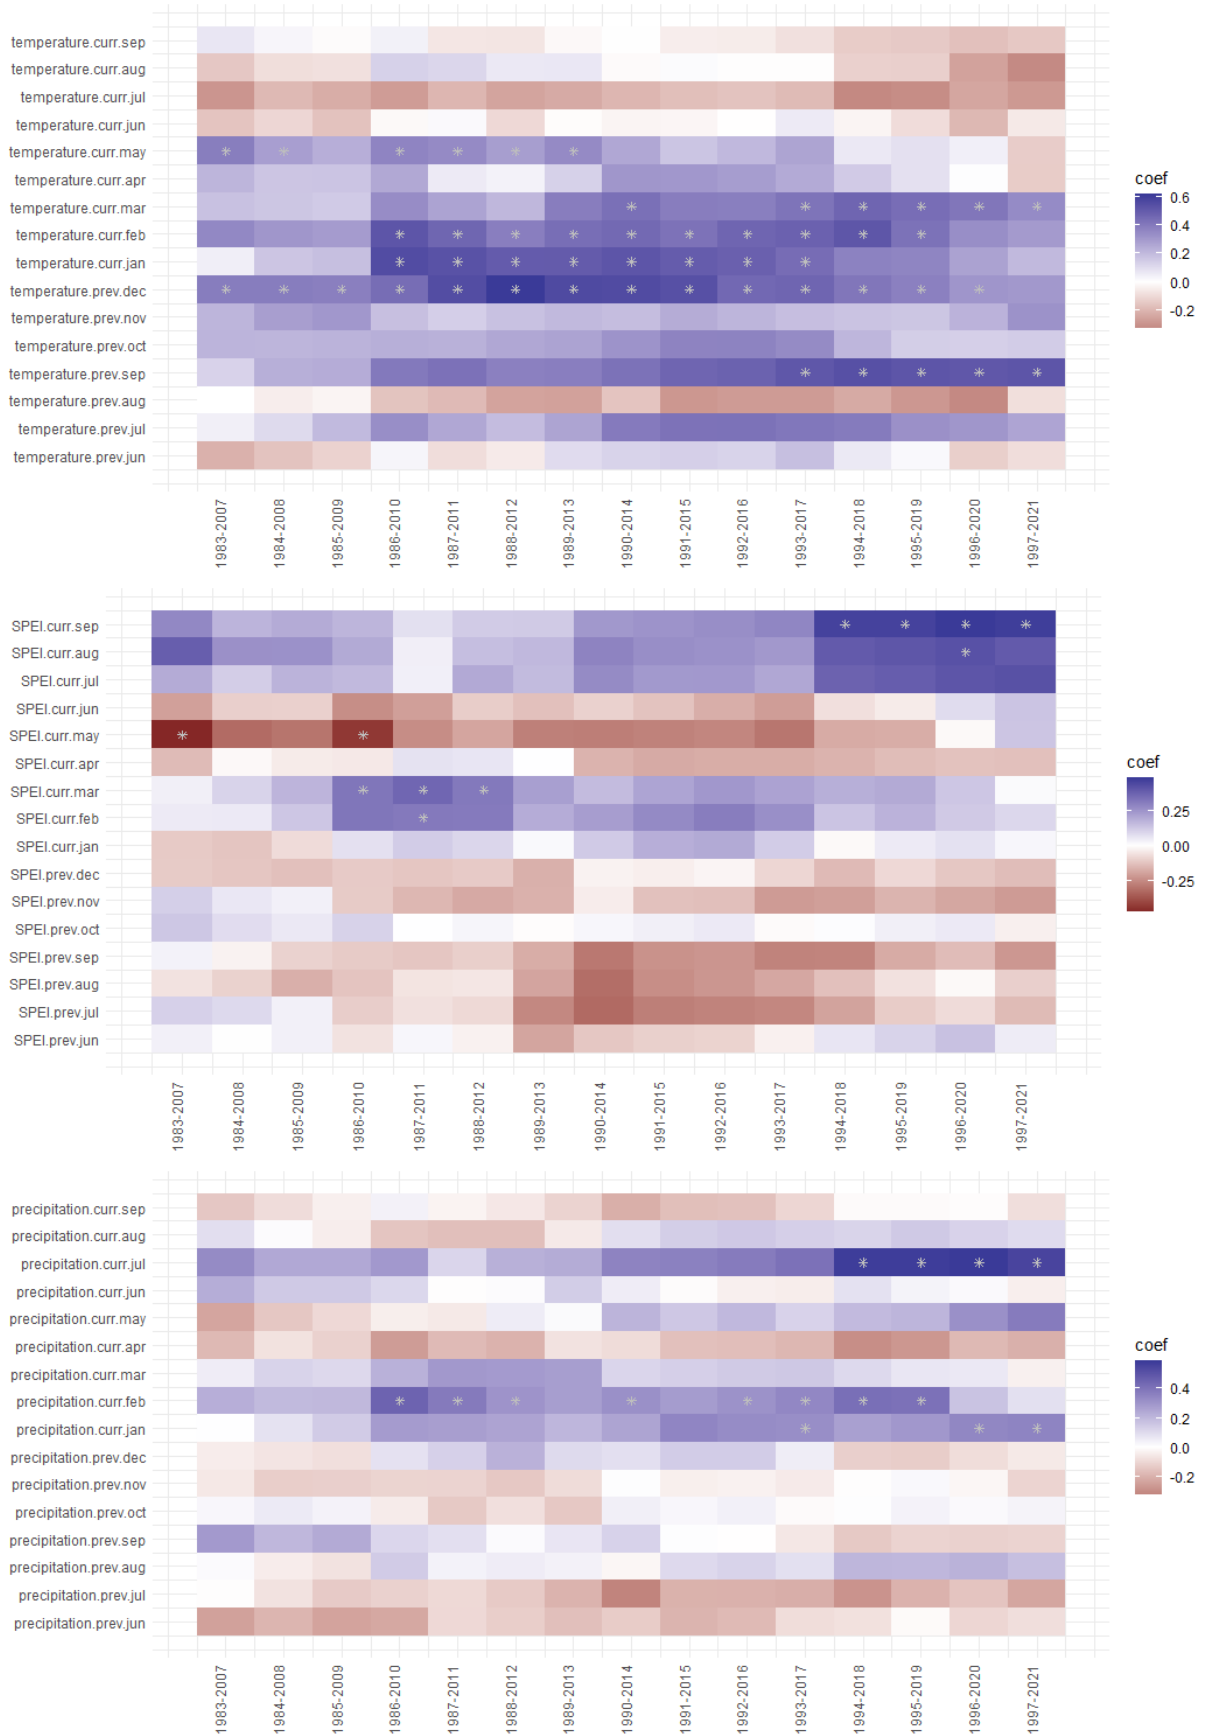 temperature.curr.sep
temperature.curr.aug
temperature.curr.jul
temperature.curr.jun
temperature.curr.may
temperature.curr.apr
temperature.curr.mar
temperature.curr.feb
temperature.curr.jan
temperature.prev.dec
temperature.prev.nov
temperature.prev.oct
temperature.prev.sep
temperature.prev.aug
temperature.prev.jul
temperature.prev.jun
1983-2007
1984-2008
1985-2009
1986-2010
1987-2011
1988-2012
1989-2013
1990-2014
1991-2015
1992-2016
1993-2017
1994-2018
1995-2019
1996-2020
1997-2021
coef
0.6
0.4
0.2
0.0
-0.2
SPEI.curr.sep
SPEI.curr.aug
SPEI.curr.jul
SPEI.curr.jun
SPEI.curr.may
SPEI.curr.apr
SPEI.curr.mar
SPEI.curr.feb
SPEI.curr.jan
SPEI.prev.dec
SPEI.prev.nov
SPEI.prev.oct
SPEI.prev.sep
SPEI.prev.aug
SPEI.prev.jul
SPEI.prev.jun
1983-2007
1984-2008
1985-2009
1986-2010
1987-2011
1988-2012
1989-2013
1990-2014
1991-2015
1992-2016
1993-2017
1994-2018
1995-2019
1996-2020
1997-2021
coef
0.25
0.00
-0.25
precipitation.curr.sep
precipitation.curr.aug
precipitation.curr.jul
precipitation.curr.jun
precipitation.curr.may
precipitation.curr.apr
precipitation.curr.mar
precipitation.curr.feb
precipitation.curr.jan
precipitation.prev.dec
precipitation.prev.nov
precipitation.prev.oct
precipitation.prev.sep
precipitation.prev.aug
precipitation.prev.jul
precipitation.prev.jun
1983-2007
1984-2008
1985-2009
1986-2010
1987-2011
1988-2012
1989-2013
1990-2014
1991-2015
1992-2016
1993-2017
1994-2018
1995-2019
1996-2020
1997-2021
coef
0.4
0.2
0.0
-0.2